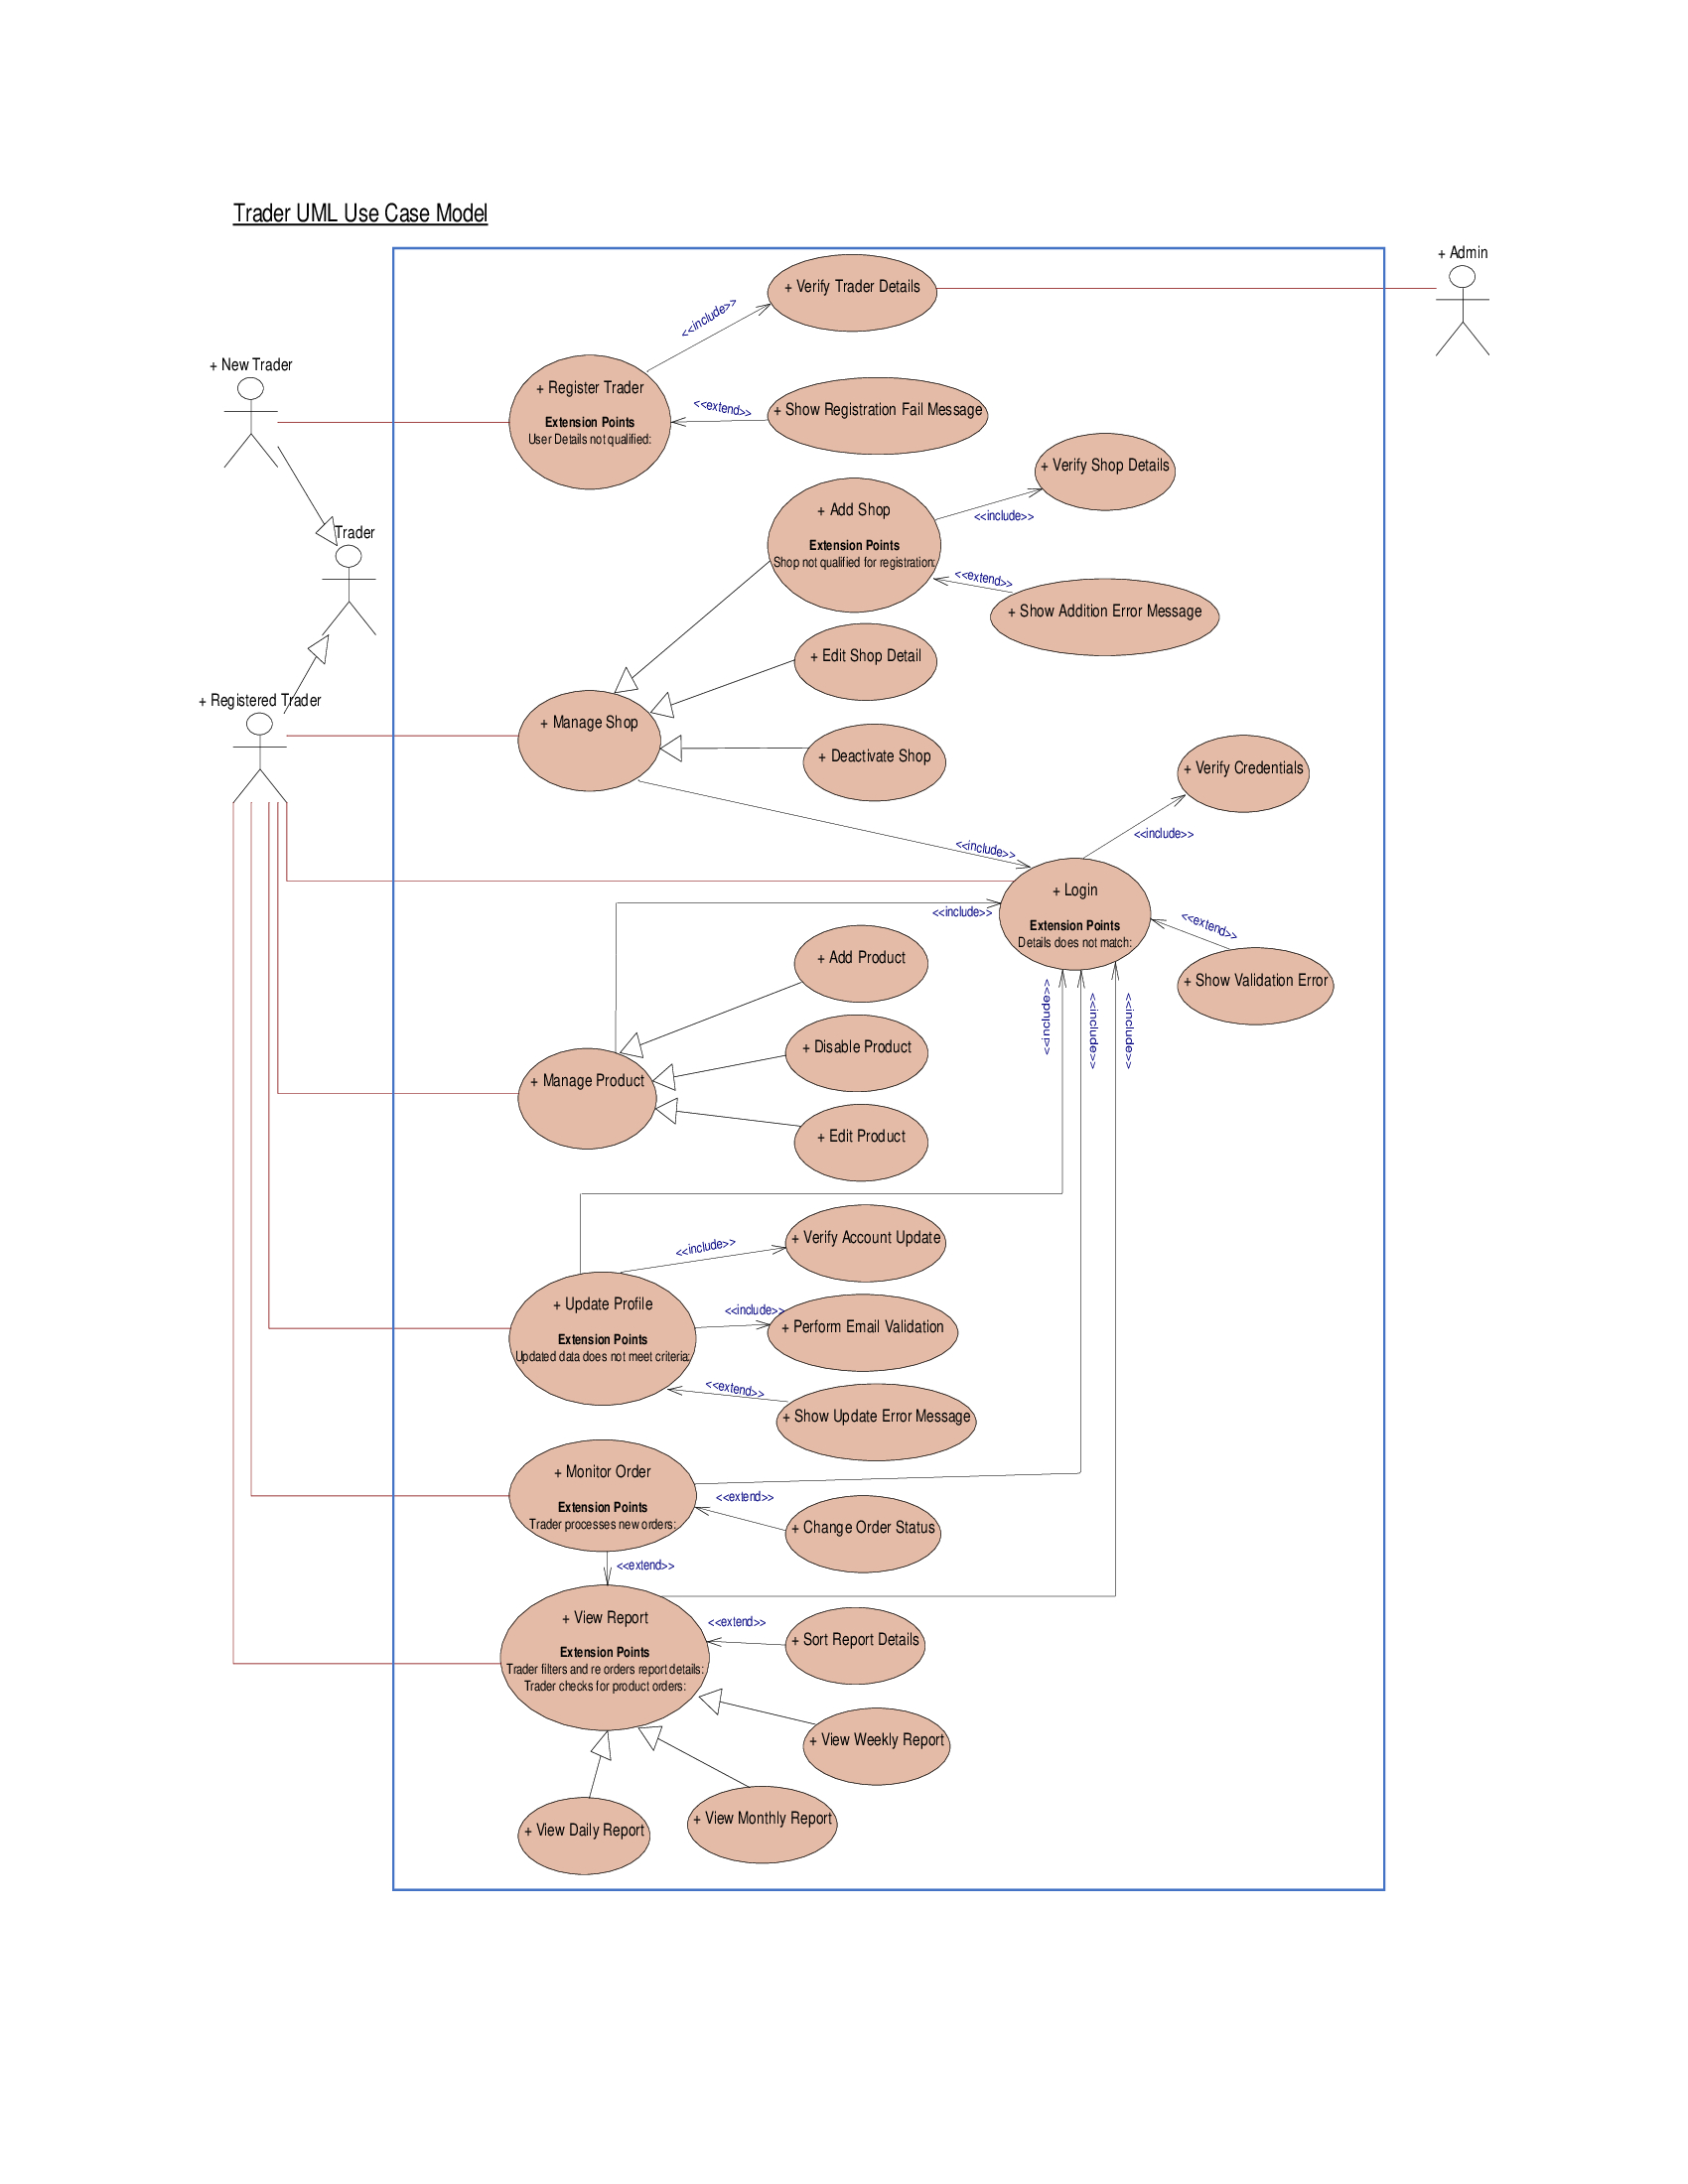 Trader UML Use Case Model
+ Admin
+ Verify Trader Details
<<include>>
+ New Trader
+ Register Trader
Extension Points
User Details not qualified:
<<extend>>
+ Show Registration Fail Message
+ Verify Shop Details
<<include>>
+ Add Shop
Extension Points
Shop not qualified for registration:
Trader
<<extend>>
+ Show Addition Error Message
+ Edit Shop Detail
+ Registered Trader
+ Manage Shop
+ Deactivate Shop
+ Verify Credentials
<<include>>
<<include>>
+ Login
Extension Points
Details does not match:
<<include>>
<<extend>>
+ Show Validation Error
+ Add Product
<<include>>
<<include>>
<<include>>
+ Disable Product
+ Manage Product
+ Edit Product
+ Verify Account Update
<<include>>
+ Update Profile
Extension Points
Updated data does not meet criteria:
<<include>>
+ Perform Email Validation
<<extend>>
+ Show Update Error Message
+ Monitor Order
Extension Points
Trader processes new orders:
<<extend>>
+ Change Order Status
<<extend>>
+ View Report
Extension Points
Trader filters and re orders report details:
Trader checks for product orders:
<<extend>>
+ Sort Report Details
+ View Weekly Report
+ View Monthly Report
+ View Daily Report